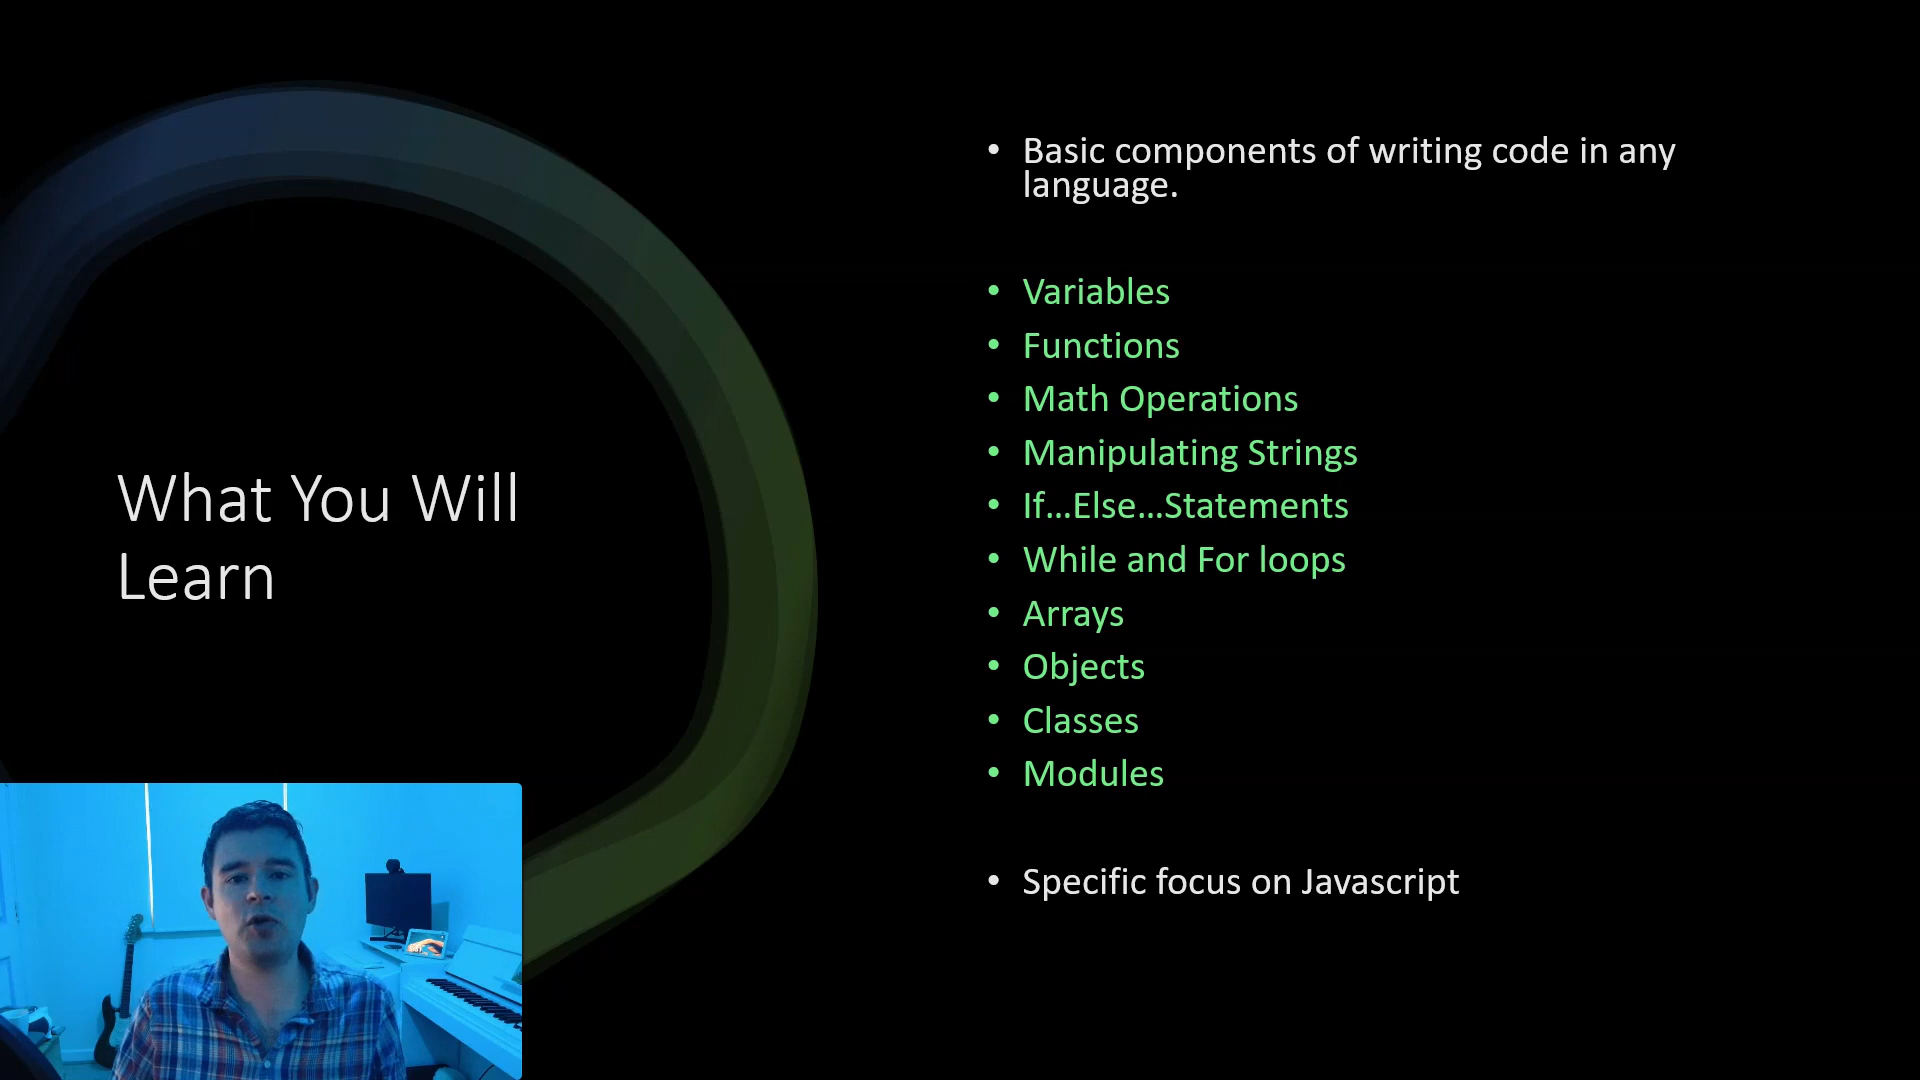 What You Will
Learn
• Basic components of writing code in any
language.
• Variables
• Functions
• Math Operations
• Manipulating Strings
• If...Else...Statements
• While and For loops
• Arrays
• Objects
• Classes
• Modules
• Specific focus on Javascript